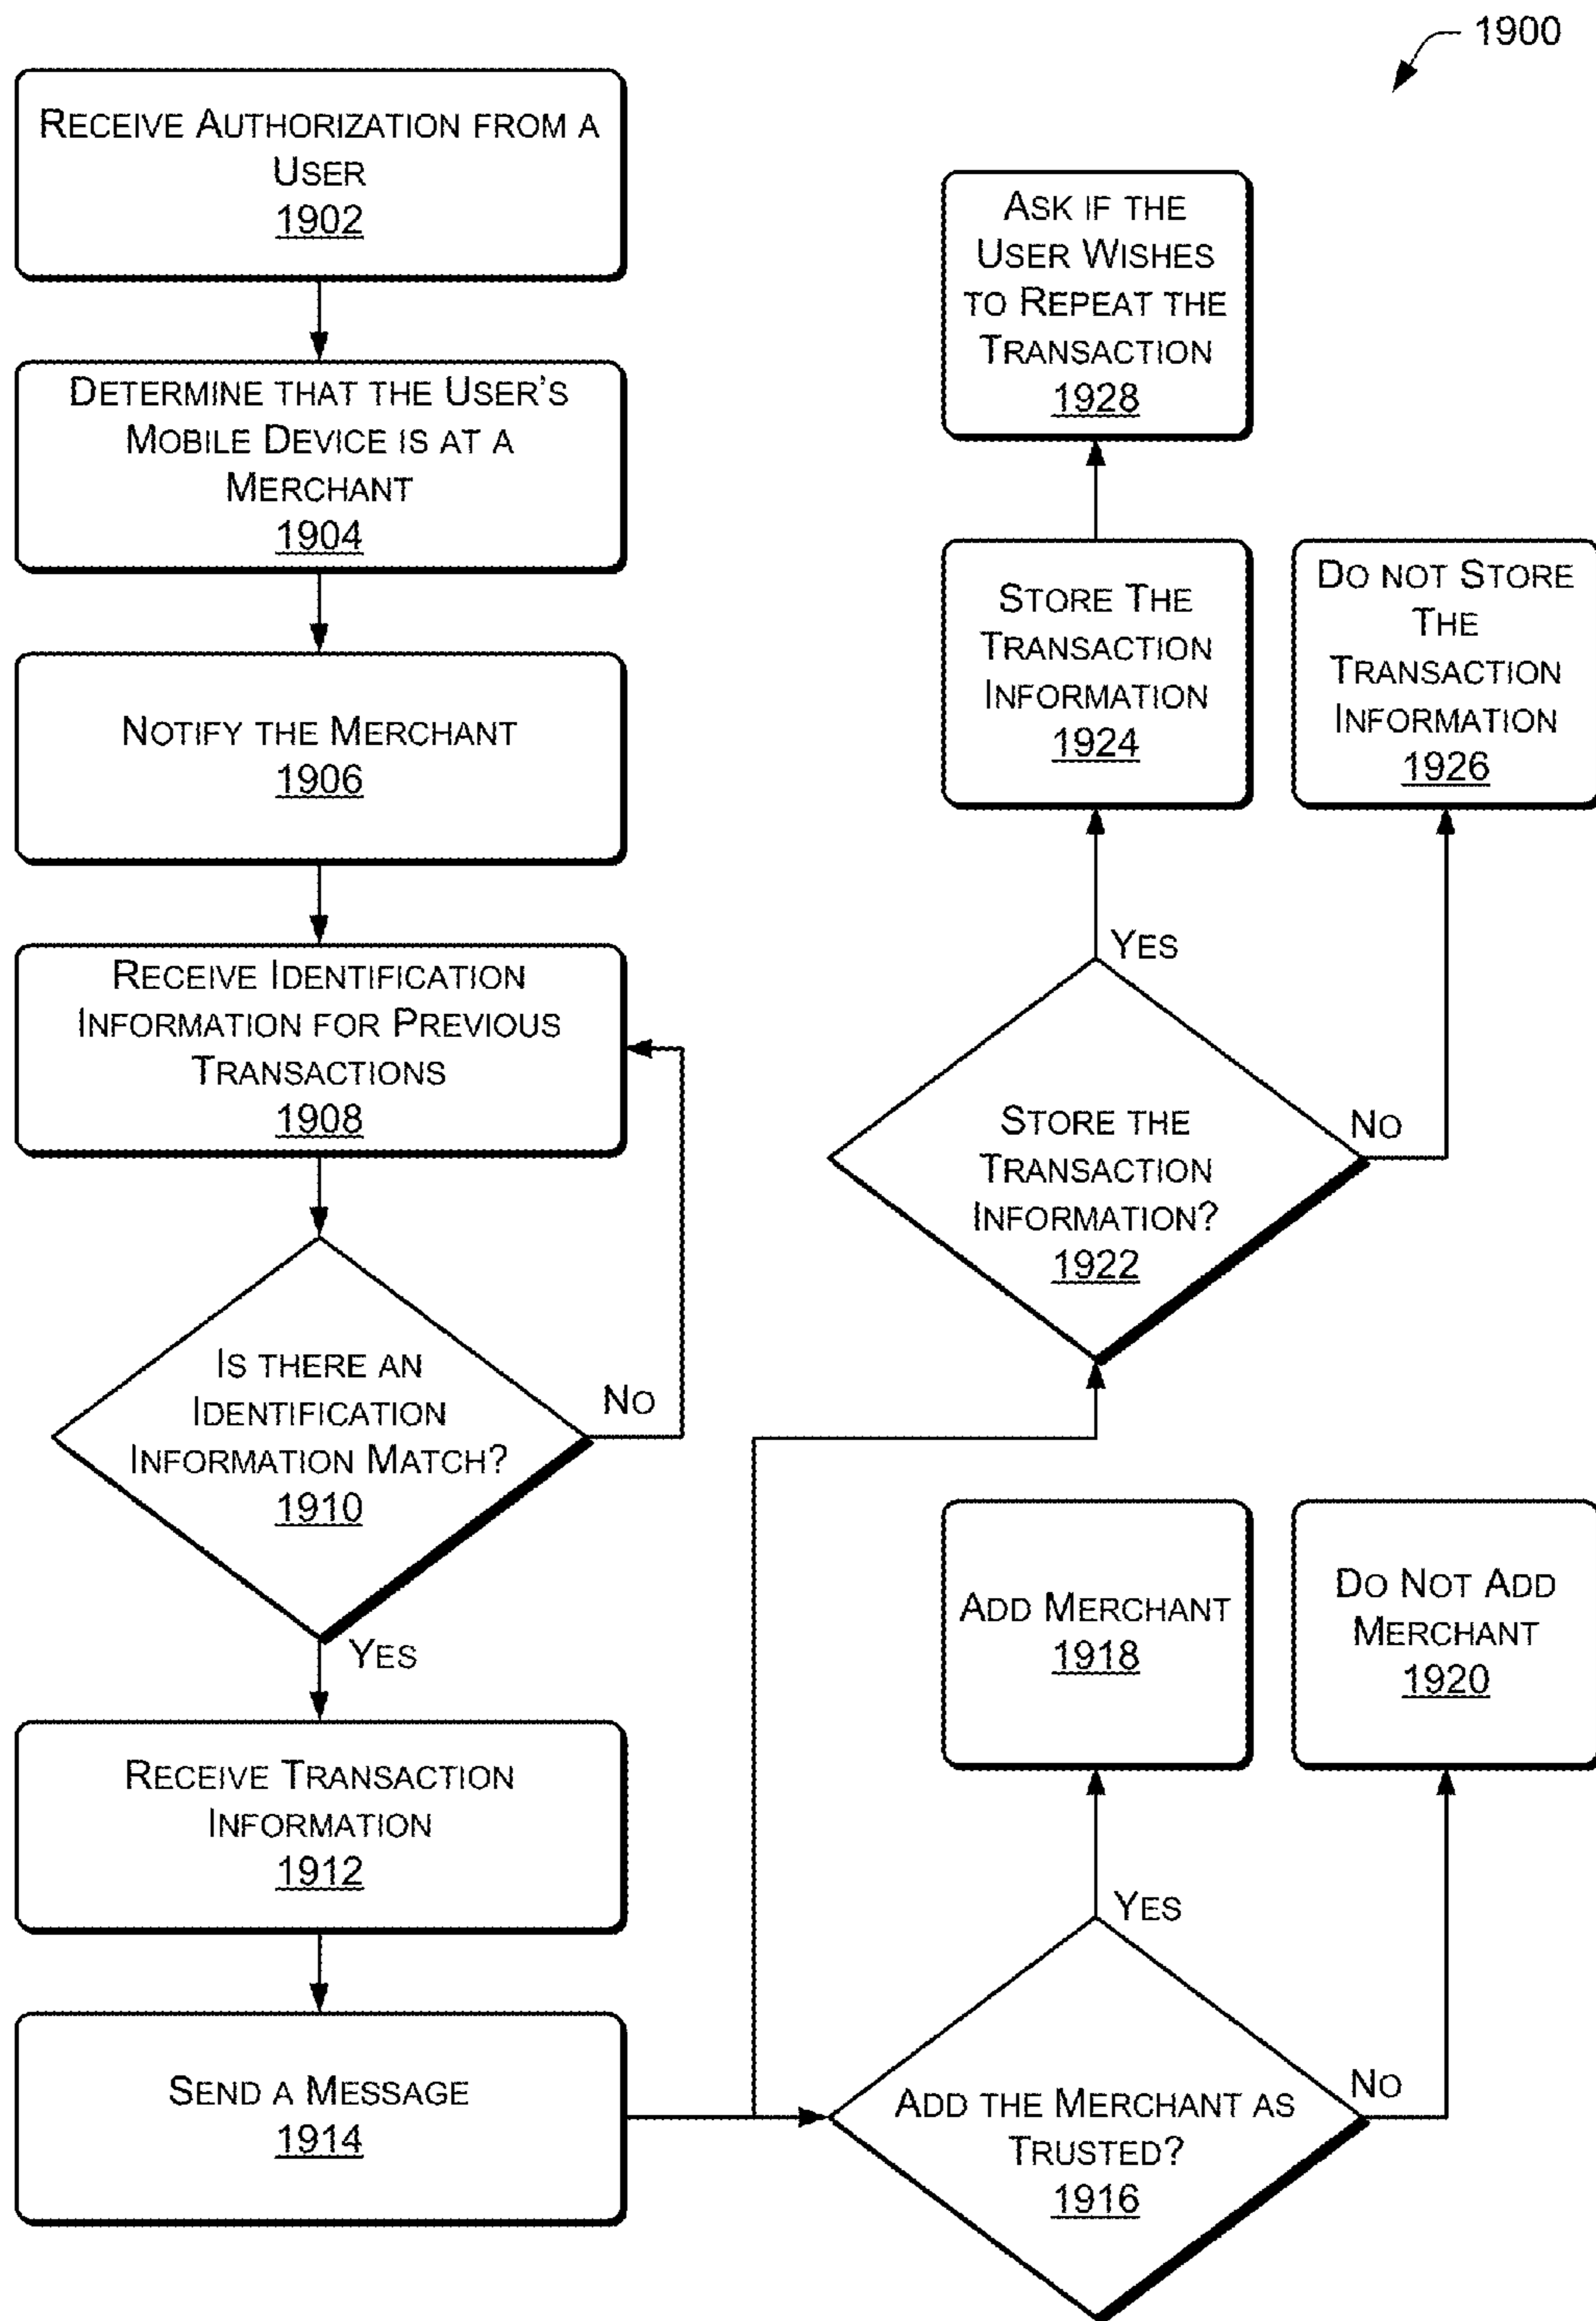 1900
RECEIVE AUTHORIZATION FROM A
USER
1902
DETERMINE THAT THE USER'S
MOBILE DEVICE IS AT A
MERCHANT
1904
NOTIFY THE MERCHANT
1906
RECEIVE IDENTIFICATION
INFORMATION FOR PREVIOUS
TRANSACTIONS
1908
IS THERE AN
IDENTIFICATION
INFORMATION MATCH?
1910
NO
YES
RECEIVE TRANSACTION
INFORMATION
1912
SEND A MESSAGE
1914
ASK IF THE
USER WISHES
TO REPEAT THE
TRANSACTION
1928
STORE THE
TRANSACTION
INFORMATION
1924
DO NOT STORE
THE
TRANSACTION
INFORMATION
1926
YES
STORE THE
TRANSACTION
INFORMATION?
1922
NO
ADD MERCHANT
1918
DO NOT ADD
MERCHANT
1920
YES
ADD THE MERCHANT AS
TRUSTED?
1916
NO